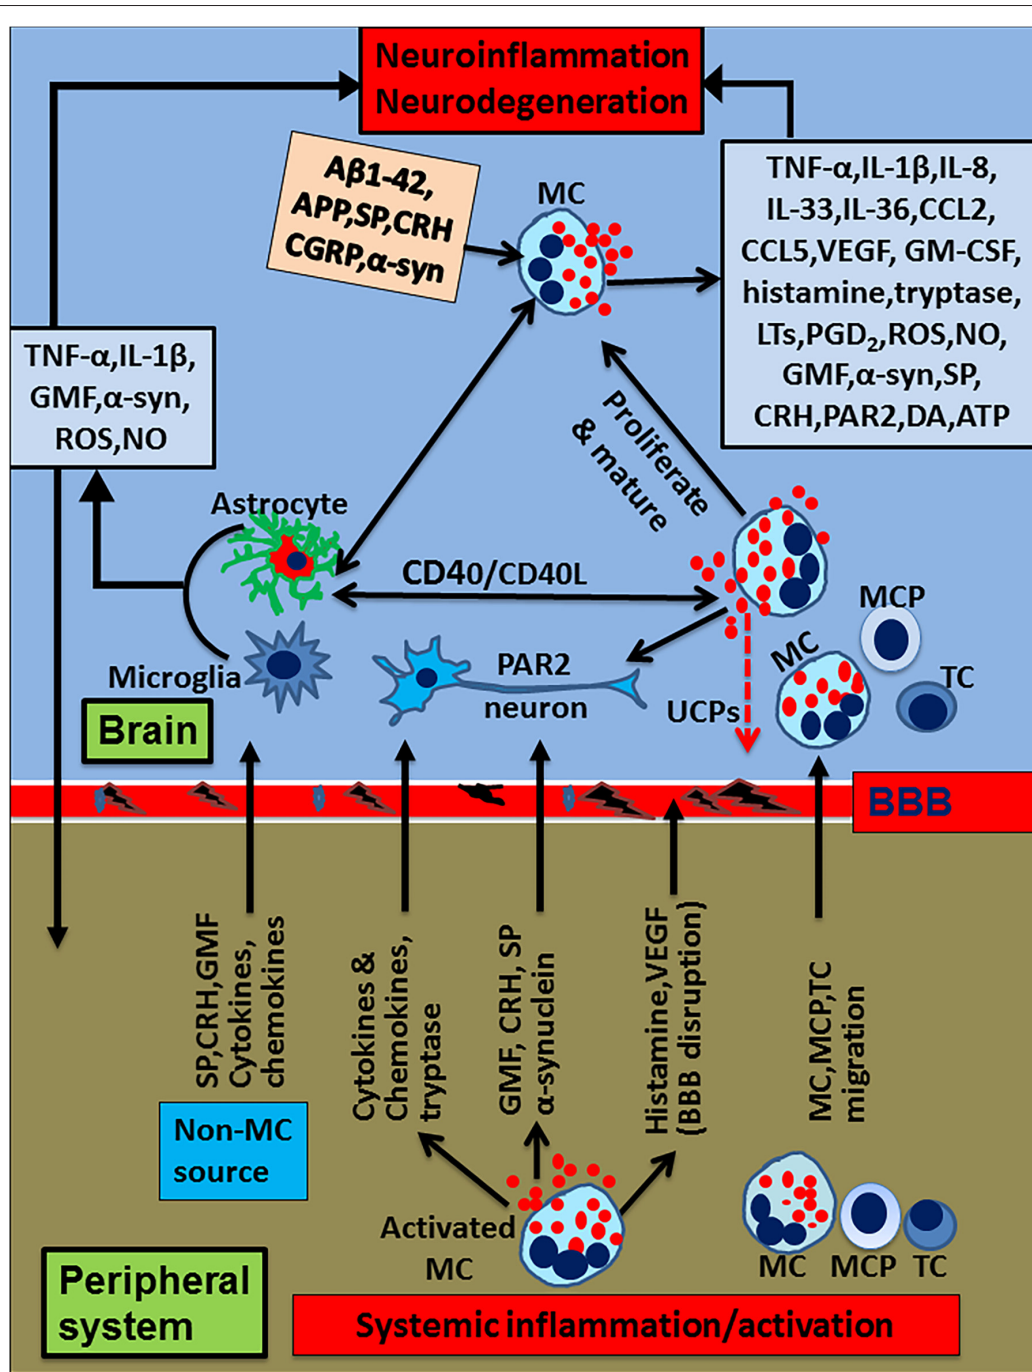 Neuroinflammation
Neurodegeneration
Aβ1-42,
APP,SP,CRH
CGRP,α-syn
MC
TNF-α,IL-1β,IL-8,
IL-33,IL-36,CCL2,
CCL5,VEGF, GM-CSF,
histamine,tryptase,
LTs,PGD₂,ROS,NO,
GMF,α-syn,SP,
CRH,PAR2,DA,ATP
TNF-α,IL-1β,
GMF,α-syn,
ROS,NO
Proliferate
& mature
Astrocyte
CD40/CD40L
MCP
MC
TC
Microglia
PAR2
neuron
UCPs
Brain
BBB
SP,CRH,GMF
Cytokines,
chemokines
Cytokines &
Chemokines,
tryptase
GMF, CRH, SP
α-synuclein
Histamine,VEGF
(BBB disruption)
MC,MCP,TC
migration
Non-MC
source
Activated
MC
MC
MCP
TC
Peripheral
system
Systemic inflammation/activation